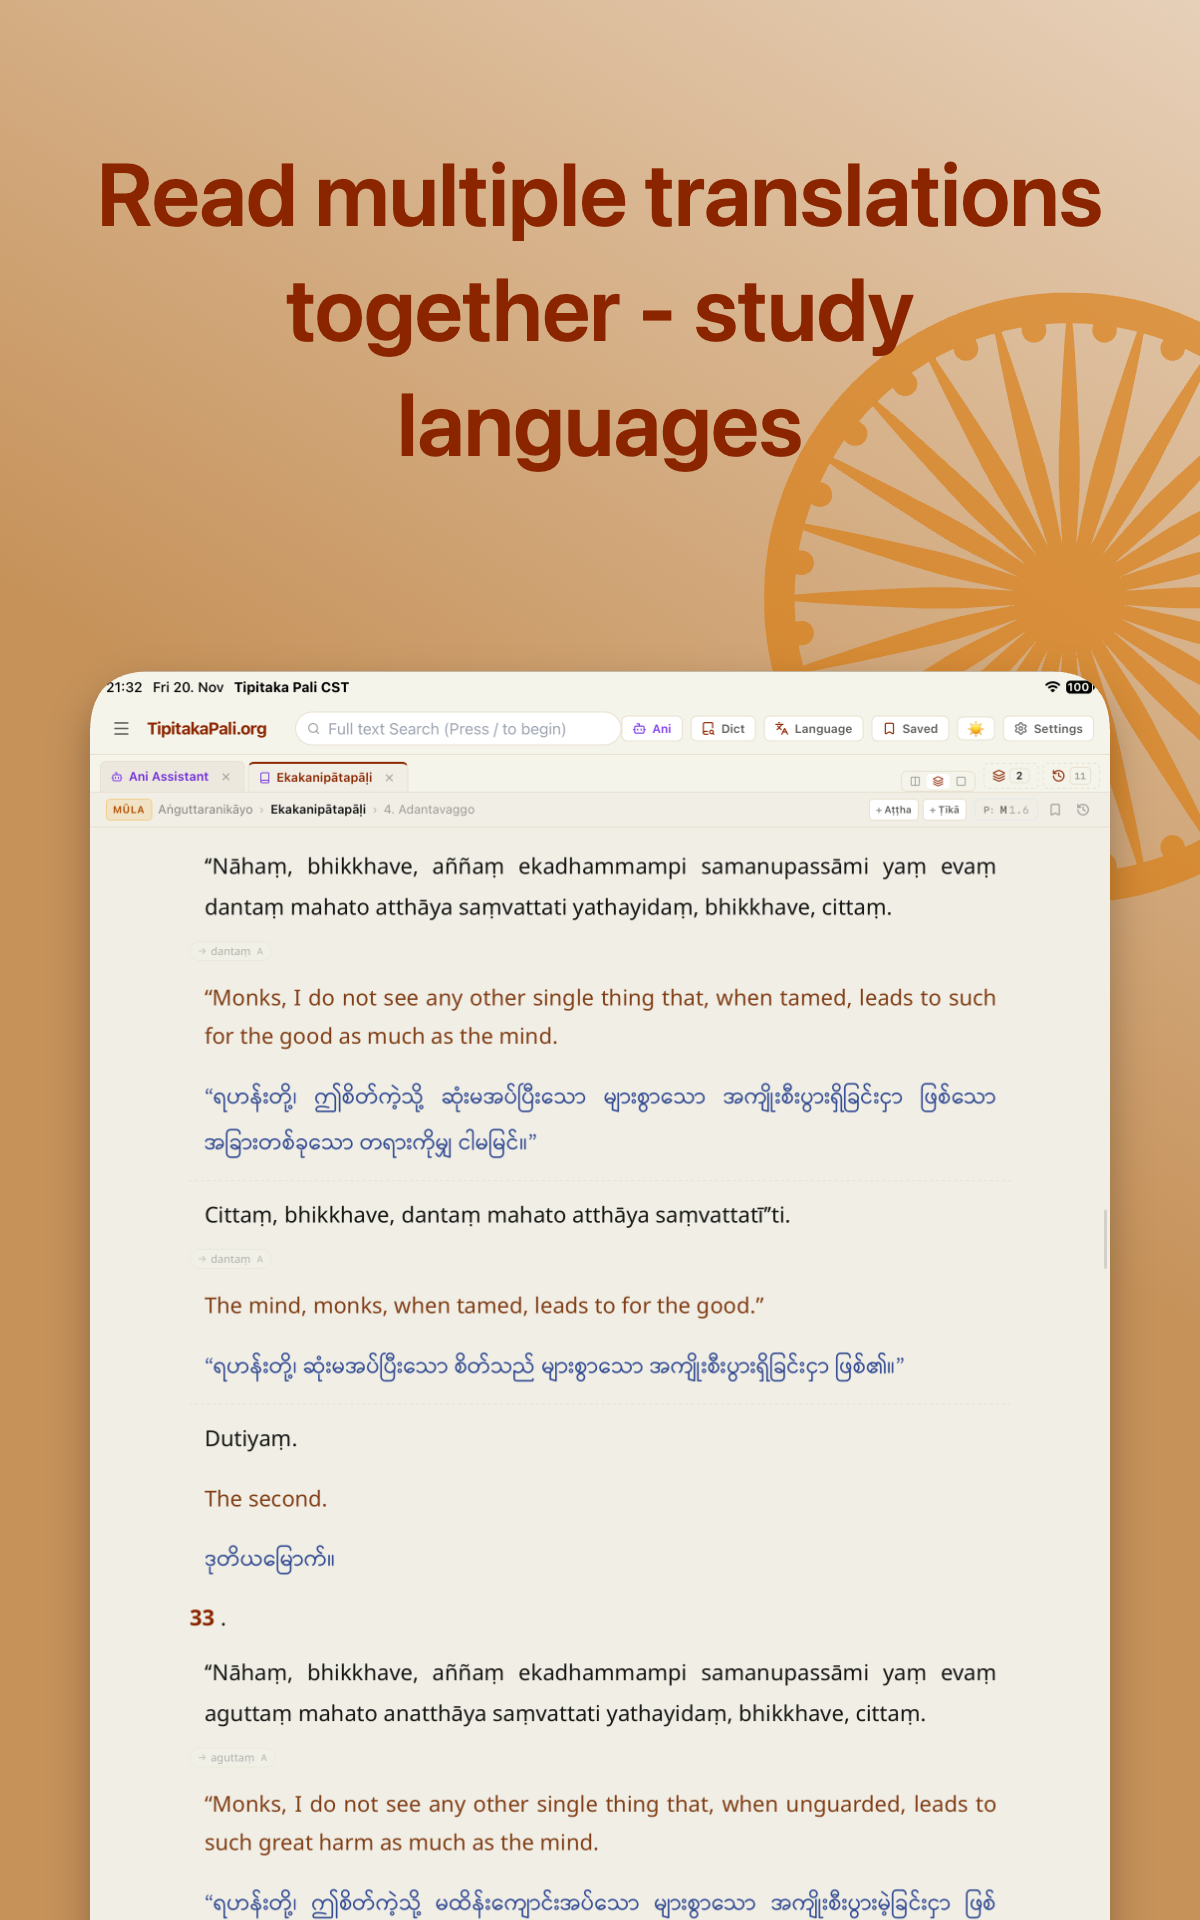 Read multiple translations
together - study
languages
21:32 Fri 20. Nov Tipitaka Pali CST
100
TipitakaPali.org
Full text Search (Press / to begin)
Ani
Dict
Language
Saved
Settings
Ani Assistant ×
Ekakanipātapāḷi ×
2
11
MŪLA Aṅguttaranikāyo › Ekakanipātapāḷi › 4. Adantavaggo
+ Aṭṭha + Ṭīkā P: M1.6
“Nāhaṃ, bhikkhave, aññaṃ ekadhammampi samanupassāmi yaṃ evaṃ
dantaṃ mahato atthāya saṃvattati yathayidaṃ, bhikkhave, cittaṃ.
→ dantaṃ A
“Monks, I do not see any other single thing that, when tamed, leads to such
for the good as much as the mind.
“ရဟန်းတို့၊ ဤစိတ်ကဲ့သို့ ဆုံးမအပ်ပြီးသော များစွာသော အကျိုးစီးပွားရှိခြင်းငှာ ဖြစ်သော
အခြားတစ်ခုသော တရားကိုမျှ ငါမမြင်။”
Cittaṃ, bhikkhave, dantaṃ mahato atthāya saṃvattatī”ti.
→ dantaṃ A
The mind, monks, when tamed, leads to for the good.”
“ရဟန်းတို့၊ ဆုံးမအပ်ပြီးသော စိတ်သည် များစွာသော အကျိုးစီးပွားရှိခြင်းငှာ ဖြစ်၏။”
Dutiyaṃ.
The second.
ဒုတိယမြောက်။
33 .
“Nāhaṃ, bhikkhave, aññaṃ ekadhammampi samanupassāmi yaṃ evaṃ
aguttaṃ mahato anatthāya saṃvattati yathayidaṃ, bhikkhave, cittaṃ.
→ aguttaṃ A
“Monks, I do not see any other single thing that, when unguarded, leads to
such great harm as much as the mind.
“ရဟန်းတို့၊ ဤစိတ်ကဲ့သို့ မထိန်းကျောင်းအပ်သော များစွာသော အကျိုးစီးပွားမဲ့ခြင်းငှာ ဖြစ်